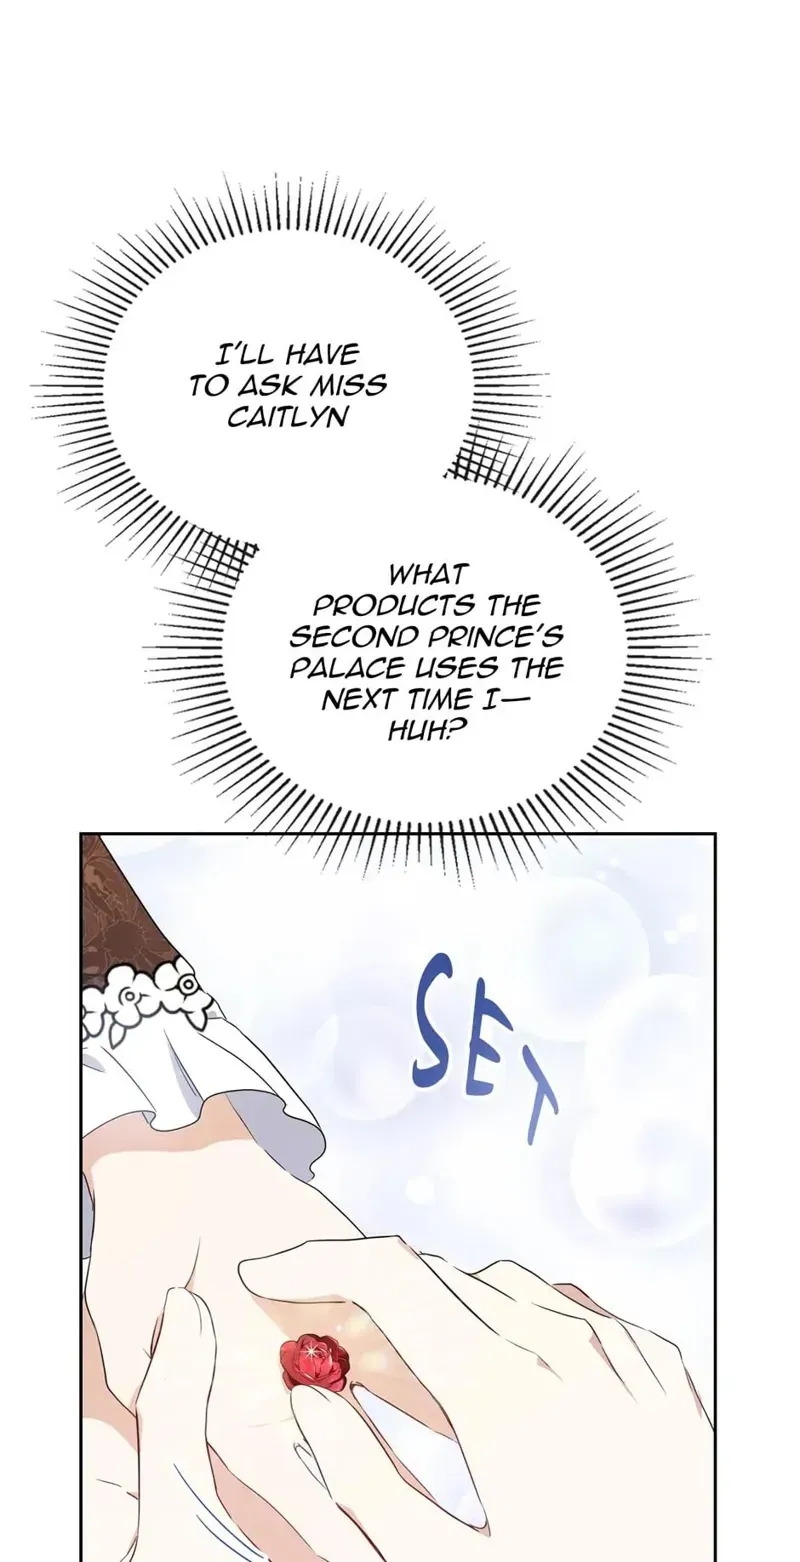 I'LL HAVE
TO ASK MISS
CAITLYN
WHAT
PRODUCTS THE
SECOND PRINCE'S
PALACE USES THE
NEXT TIME I—
HUH?
SET